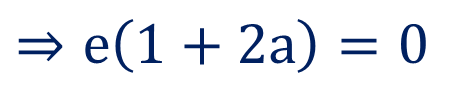 ⇒ e(1 + 2a) = 0